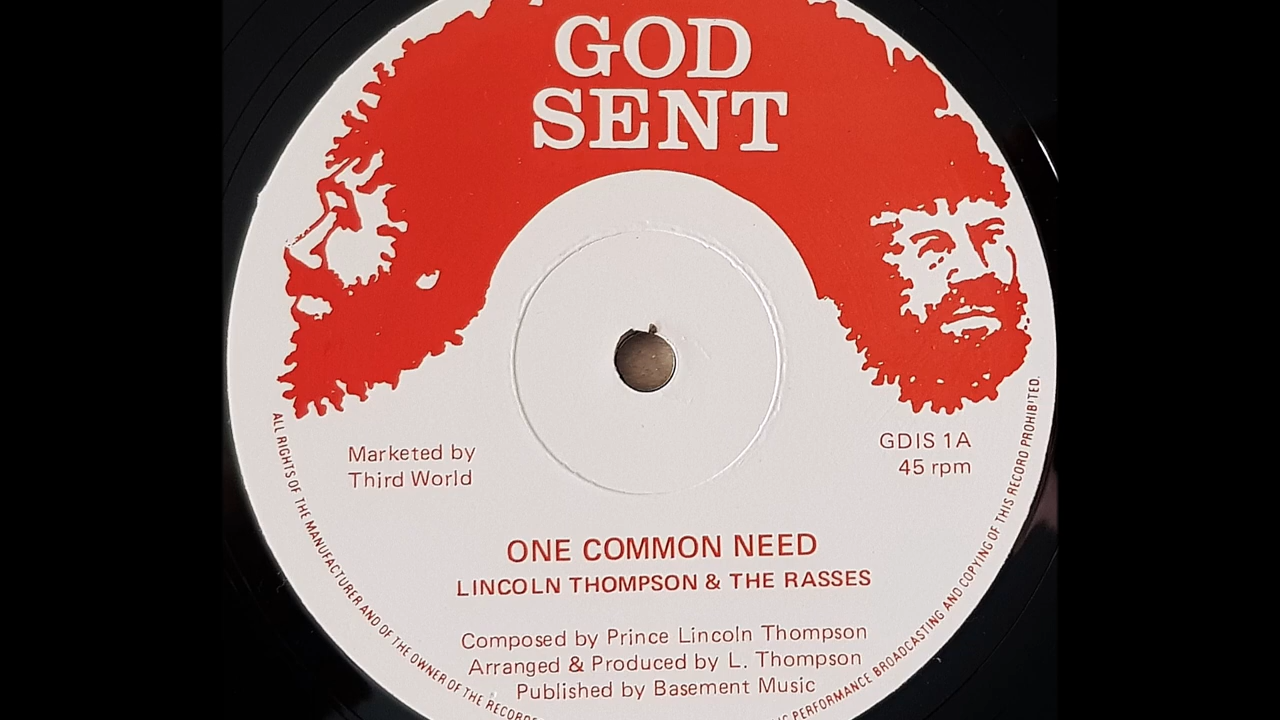 GOD
SENT
Marketed by
Third World
GDIS 1A
45 rpm
ONE COMMON NEED
LINCOLN THOMPSON & THE RASSES
Composed by Prince Lincoln Thompson
Arranged & Produced by L. Thompson
Published by Basement Music
ALL RIGHTS OF THE MANUFACTURER AND OF THE OWNER OF THE RECORDE
PERFORMANCE BROADCASTING AND COPYING OF THIS RECORD PROHIBITED.